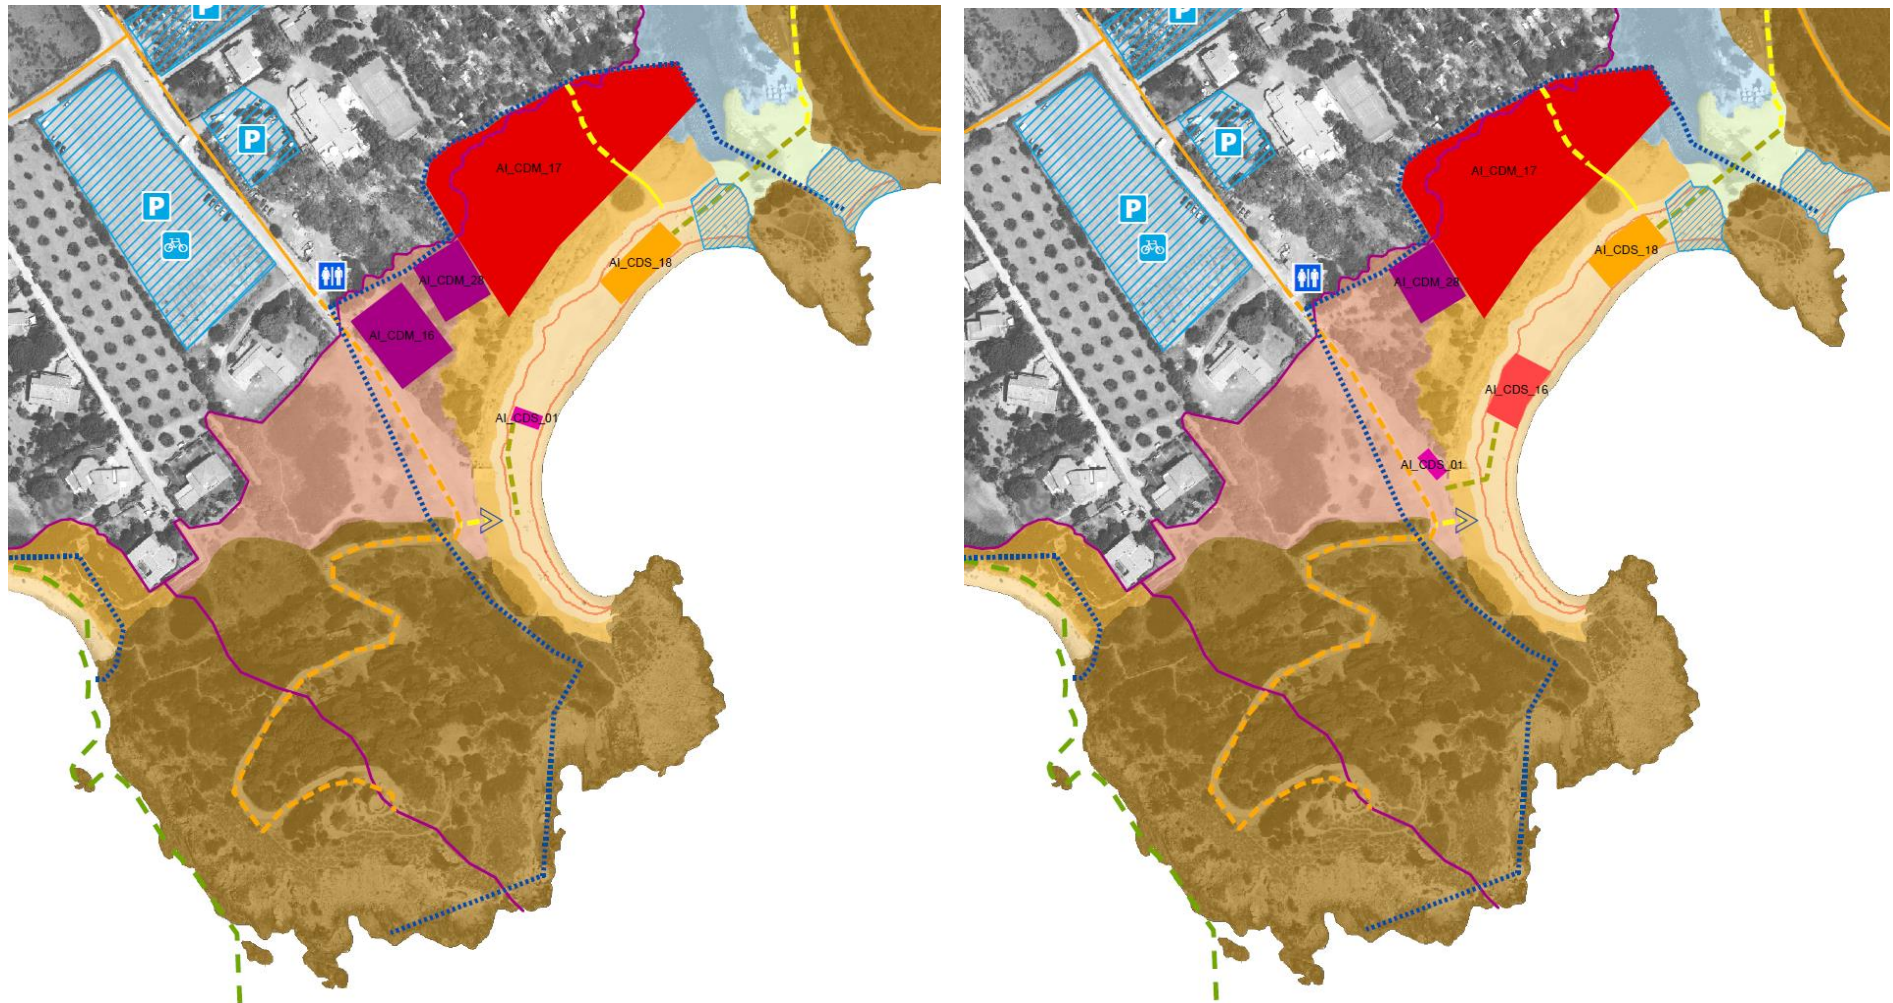 P
P
P
AI_CDM_17
AI_CDM_28
AI_CDS_18
AI_CDM_16
AI_CDS_01
P
P
P
AI_CDM_17
AI_CDS_18
AI_CDM_28
AI_CDS_16
AI_CDS_01